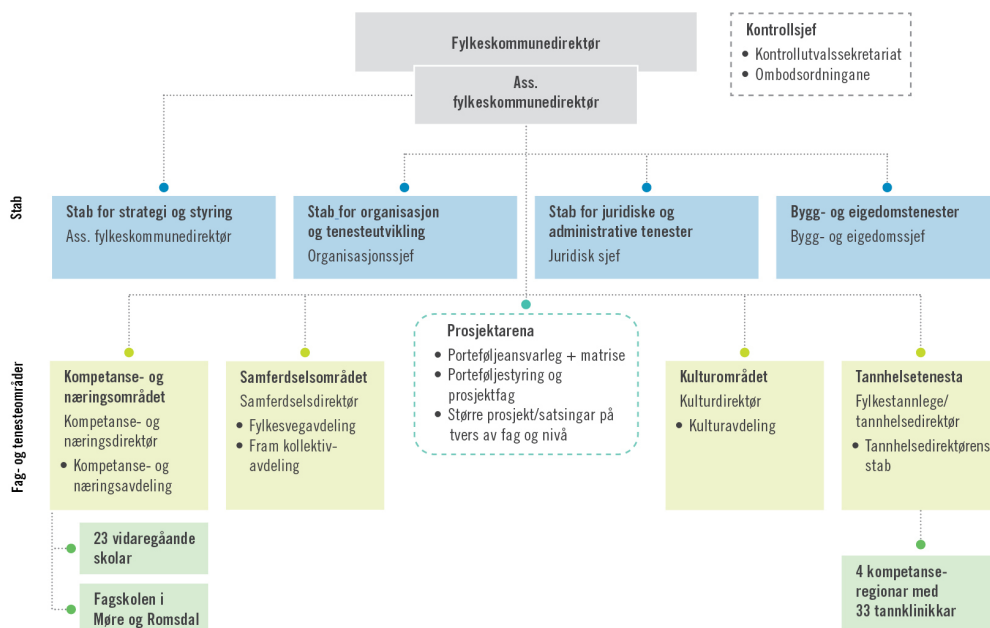 Fylkeskommunedirektør
Ass.
fylkeskommunedirektør
Kontrollsjef
• Kontrollutvalssekretariat
• Ombodsordningane
Stab
Stab for strategi og styring
Ass. fylkeskommunedirektør
Stab for organisasjon
og tenesteutvikling
Organisasjonssjef
Stab for juridiske og
administrative tenester
Juridisk sjef
Bygg- og eigedomstenester
Bygg- og eigedomssjef
Fag- og tenesteområder
Kompetanse- og
næringsområdet
Kompetanse- og
næringsdirektør
• Kompetanse- og
næringsavdeling
23 vidaregåande
skolar
Fagskolen i
Møre og Romsdal
Samferdselsområdet
Samferdselsdirektør
• Fylkesvegavdeling
• Fram kollektiv-
avdeling
Prosjektarena
• Porteføljeansvarleg + matrise
• Porteføljestyring og
prosjektfag
• Større prosjekt/satsingar på
tvers av fag og nivå
Kulturområdet
Kulturdirektør
• Kulturavdeling
Tannhelsetenesta
Fylkestannlege/
tannhelsedirektør
• Tannhelsedirektørens
stab
4 kompetanse-
regionar med
33 tannklinikkar